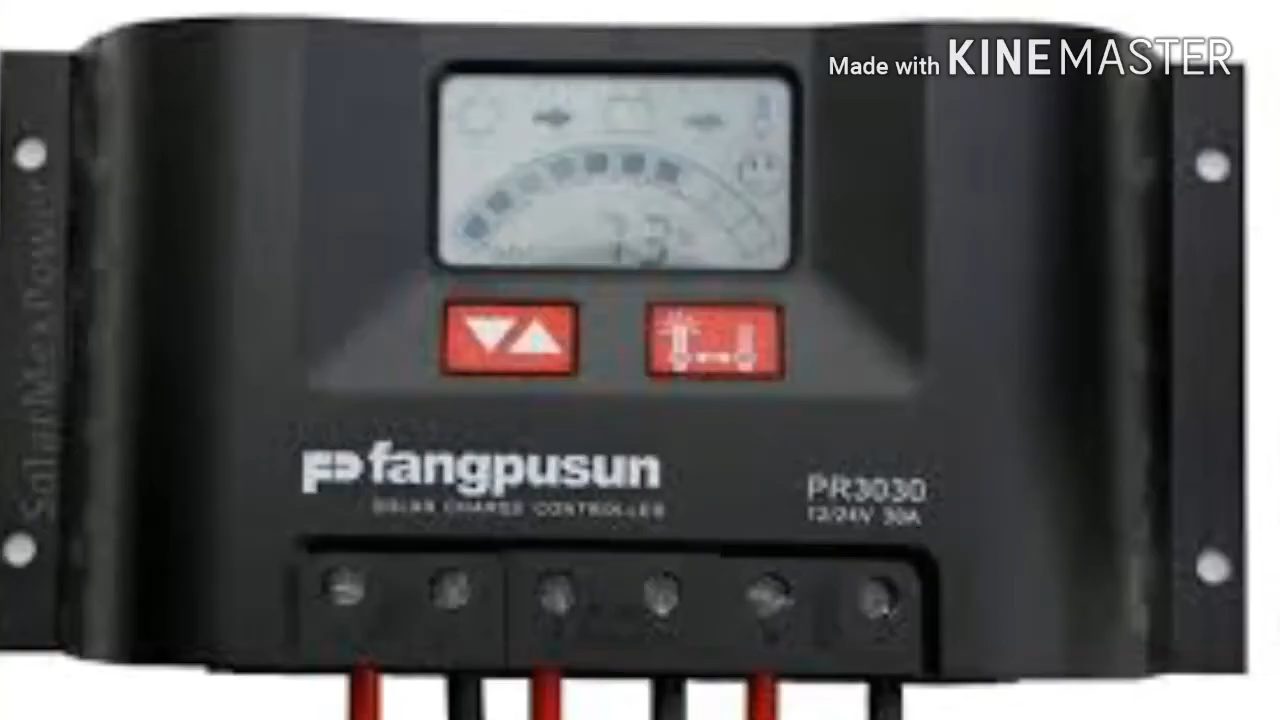 Made with KINEMASTER
fangpusun
SOLAR CHARGE CONTROLLER
PR3030
12/24V 30A